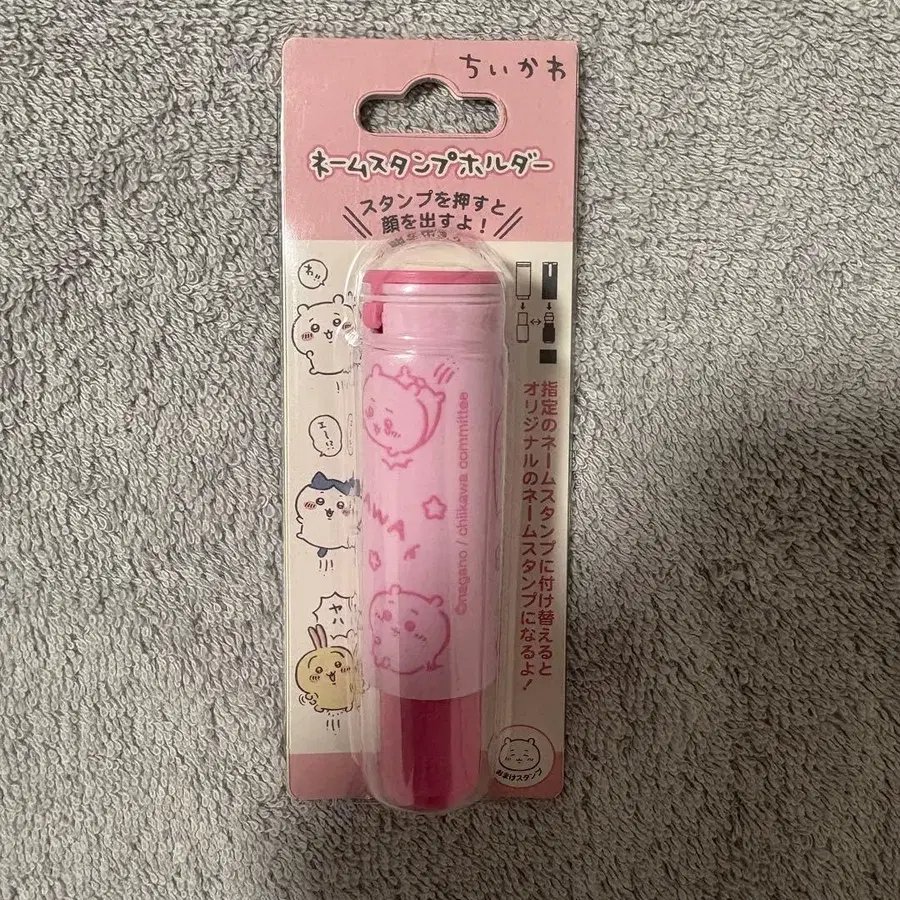 ちいかわ
ネームスタンプホルダー
スタンプを押すと
顔を出すよ!
わ!!
©nagano / chiikawa committee
指定のネームスタンプに付け替えると
オリジナルのネームスタンプになるよ!
ヤハ
おまけスタンプ